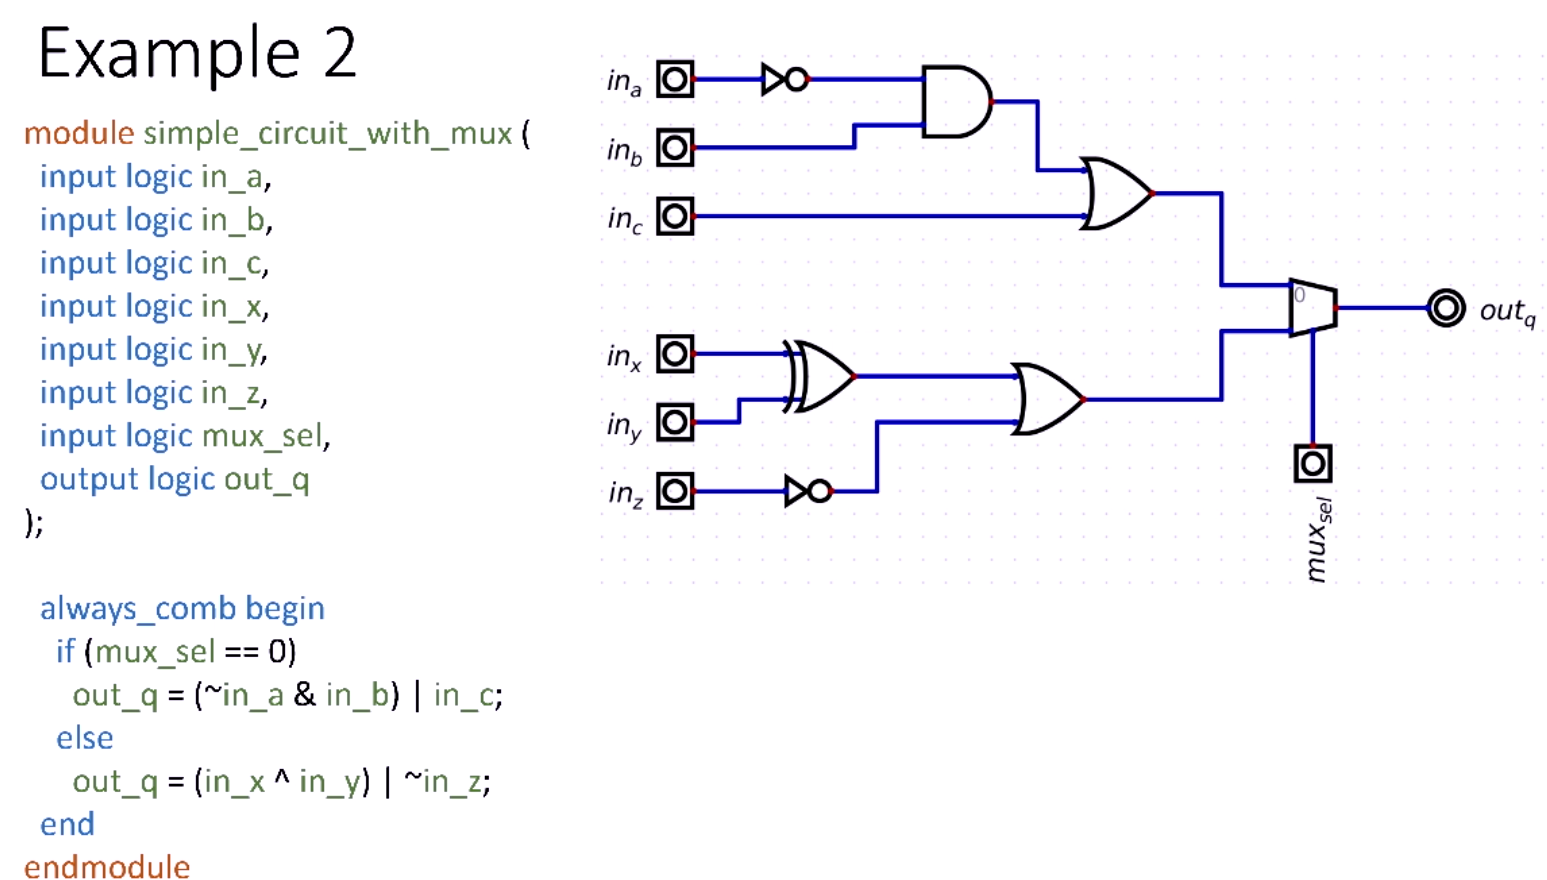 Example 2
module simple_circuit_with_mux (
input logic in_a,
input logic in_b,
input logic in_c,
input logic in_x,
input logic in_y,
input logic in_z,
input logic mux_sel,
output logic out_q
);
always_comb begin
if (mux_sel == 0)
out_q = (~in_a & in_b) | in_c;
else
out_q = (in_x ^ in_y) | ~in_z;
end
endmodule
in_a
in_b
in_c
in_x
in_y
in_z
0
out_q
mux_sel